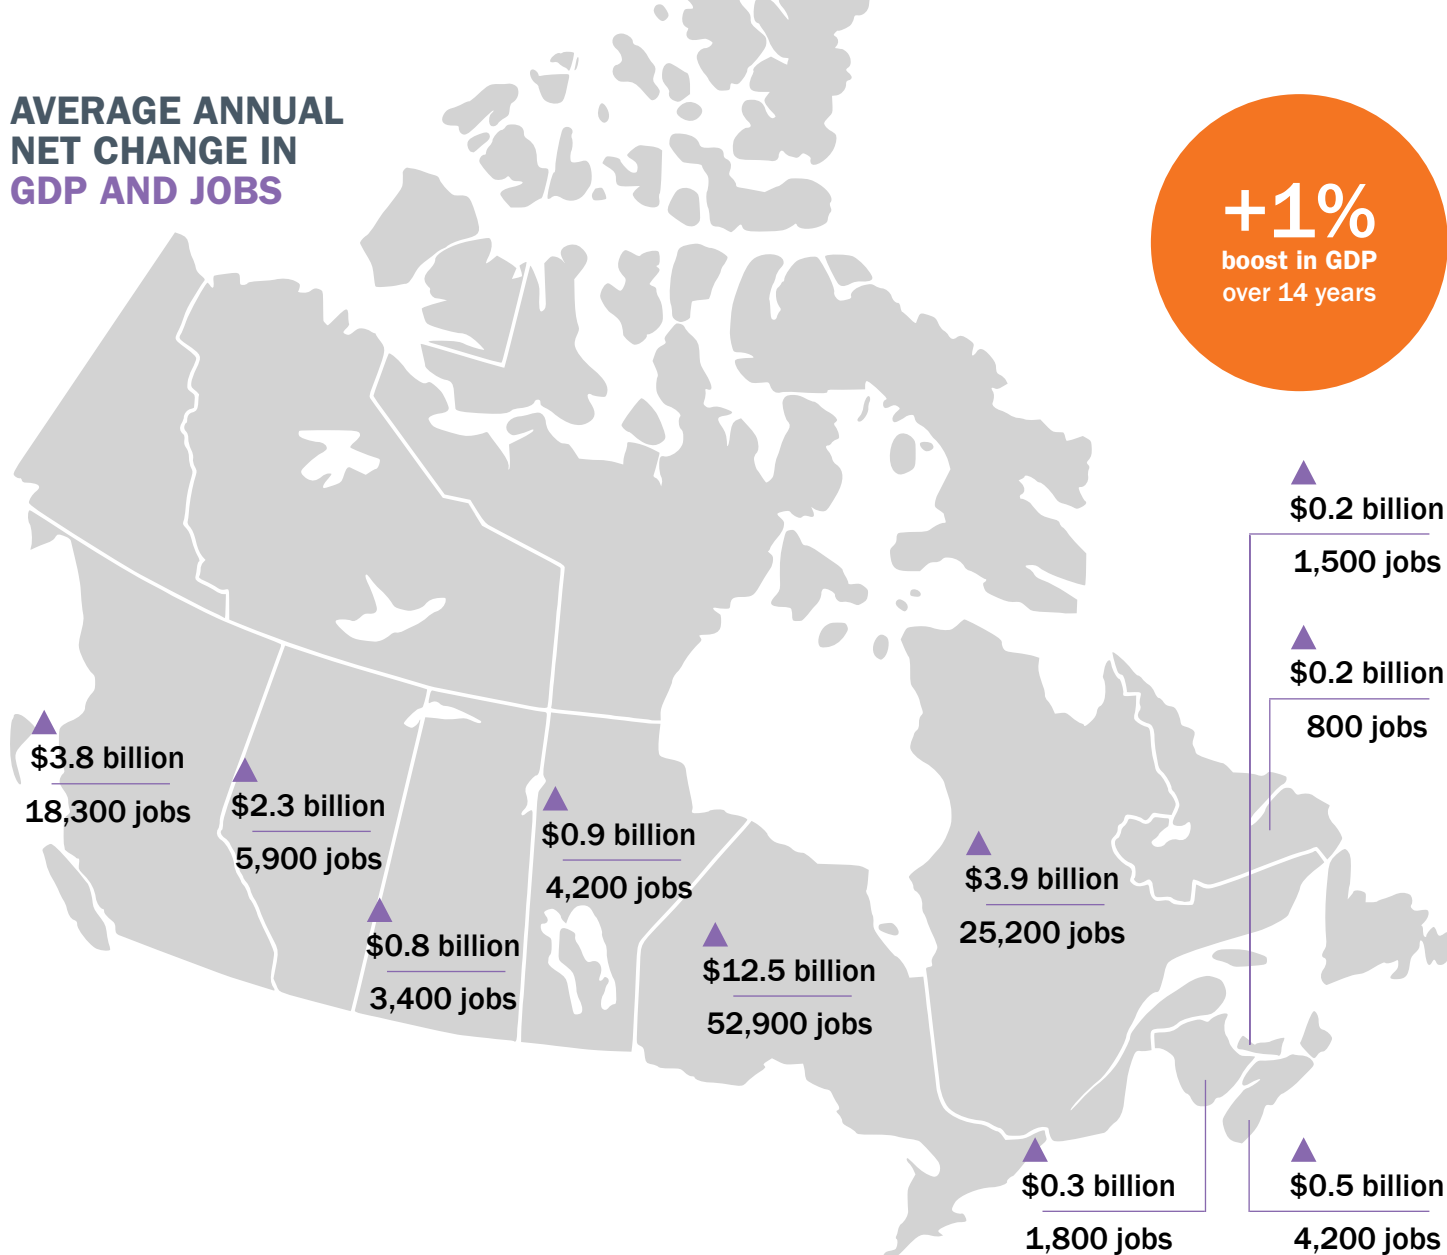 AVERAGE ANNUAL
NET CHANGE IN
GDP AND JOBS
+1%
boost in GDP
over 14 years
$0.2 billion
1,500 jobs
$0.2 billion
800 jobs
$3.8 billion
18,300 jobs
$2.3 billion
5,900 jobs
$0.8 billion
3,400 jobs
$0.9 billion
4,200 jobs
$12.5 billion
52,900 jobs
$3.9 billion
25,200 jobs
$0.3 billion
1,800 jobs
$0.5 billion
4,200 jobs